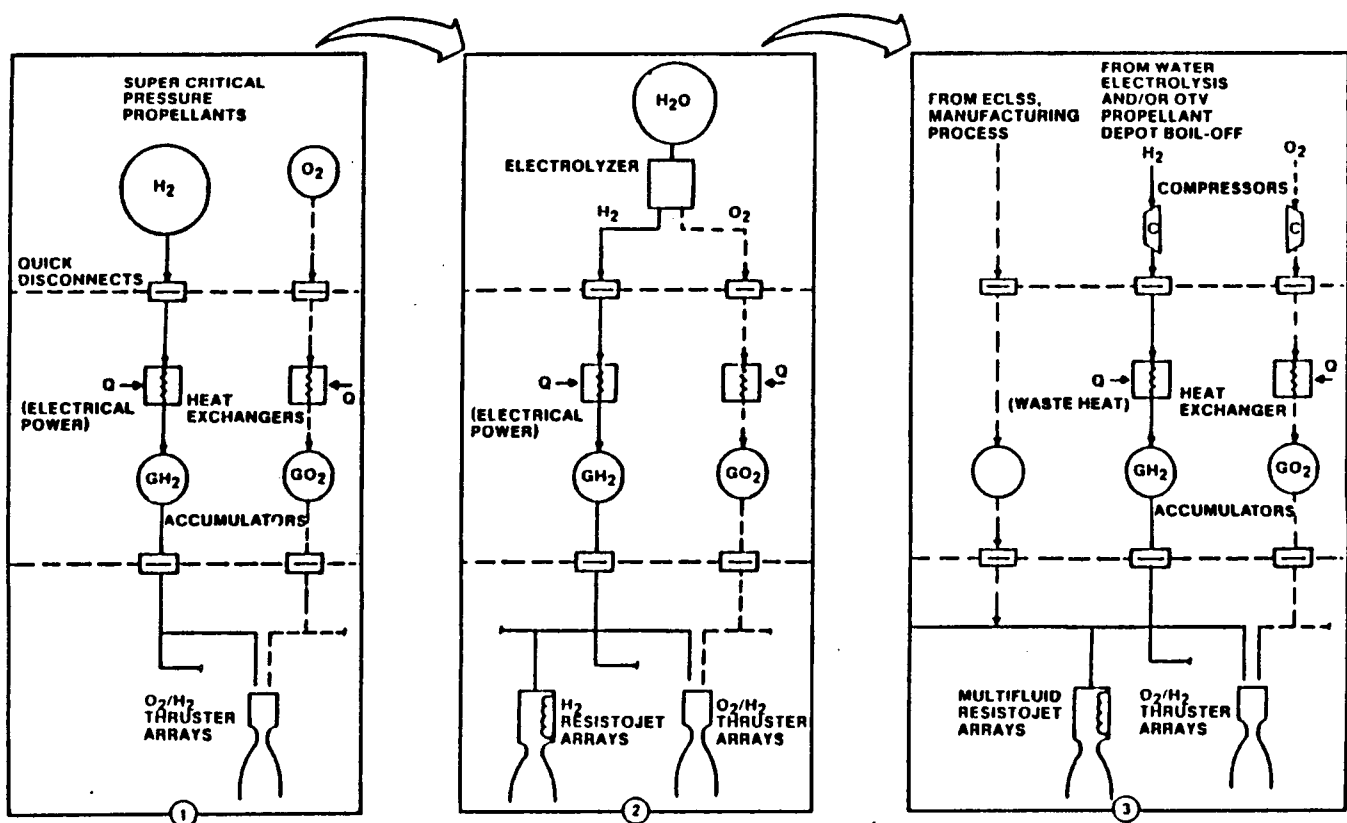 SUPER CRITICAL
PRESSURE
PROPELLANTS
H2
O2
QUICK
DISCONNECTS
Q
(ELECTRICAL
POWER)
HEAT
EXCHANGERS
Q
GH2
GO2
ACCUMULATORS
O2/H2
THRUSTER
ARRAYS
1
H2O
ELECTROLYZER
H2
O2
Q
(ELECTRICAL
POWER)
Q
GH2
GO2
H2
RESISTOJET
ARRAYS
O2/H2
THRUSTER
ARRAYS
2
FROM ECLSS,
MANUFACTURING
PROCESS
FROM WATER
ELECTROLYSIS
AND/OR OTV
PROPELLANT
DEPOT BOIL-OFF
H2
O2
COMPRESSORS
C
C
Q
(WASTE HEAT)
HEAT
EXCHANGER
Q
GH2
GO2
ACCUMULATORS
MULTIFLUID
RESISTOJET
ARRAYS
O2/H2
THRUSTER
ARRAYS
3